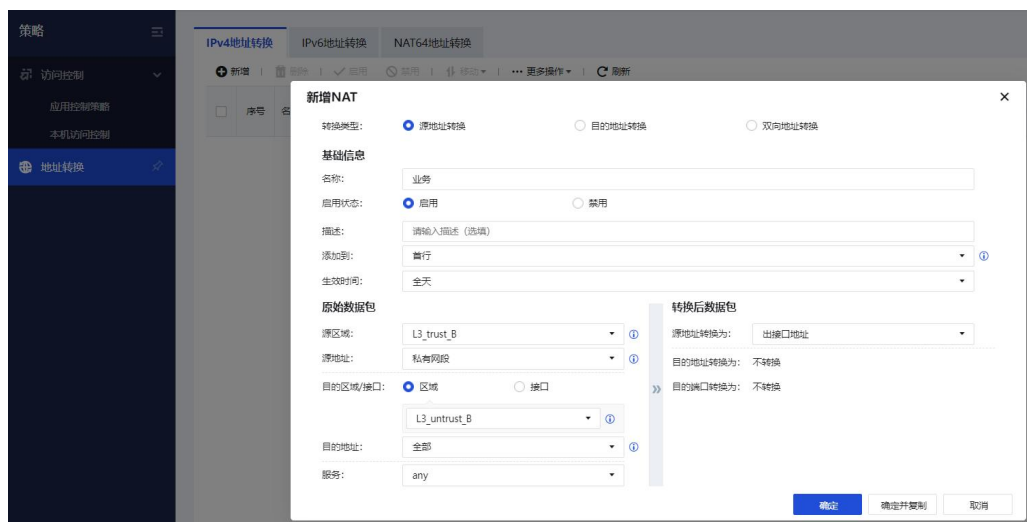 策略
访问控制
应用控制策略
本机访问控制
地址转换
IPv4地址转换 IPv6地址转换 NAT64地址转换
新增 删除 启用 禁用 移动 更多操作 刷新
序号 名
新增NAT
转换类型: 源地址转换 目的地址转换 双向地址转换
基础信息
名称: 业务
启用状态: 启用 禁用
描述: 请输入描述（选填）
添加到: 首行
生效时间: 全天
原始数据包 转换后数据包
源区域: L3_trust_B 源地址转换为: 出接口地址
源地址: 私有网段 目的地址转换为: 不转换
目的区域/接口: 区域 接口 目的端口转换为: 不转换
L3_untrust_B
目的地址: 全部
服务: any
确定 确定并复制 取消